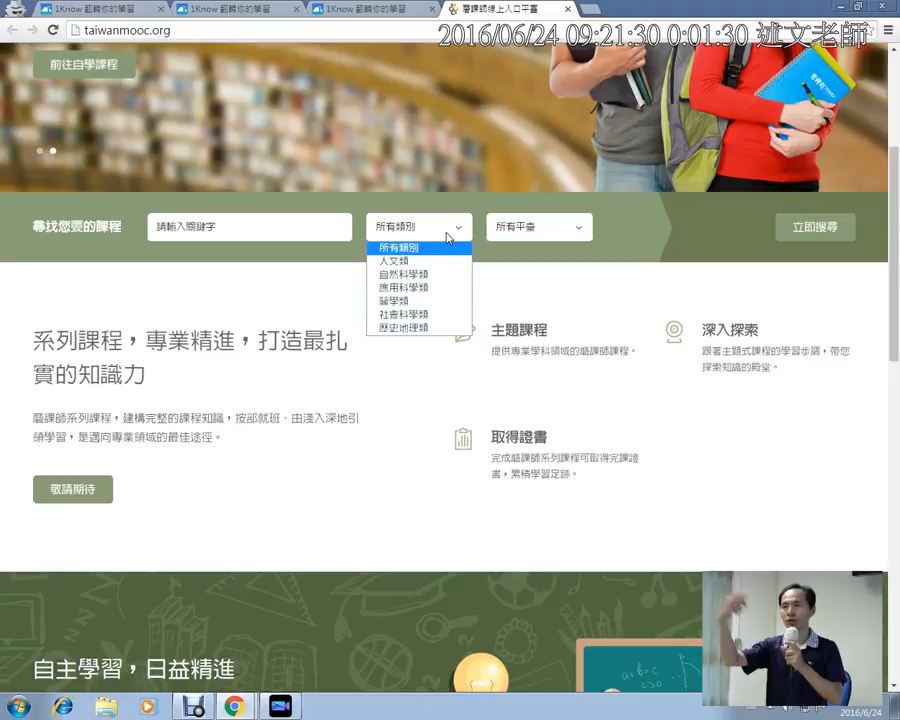 1Know 範轉你的學習
1Know 範轉你的學習
1Know 範轉你的學習
磨課師線上入口平臺
taiwanmooc.org
2016/06/24 09:21:30 0:01:30 述文老師
前往自學課程
尋找您要的課程
請輸入關鍵字
所有類別
所有平臺
立即搜尋
所有類別
人文類
自然科學類
應用科學類
醫學類
社會科學類
歷史地理類
系列課程，專業精進，打造最扎
實的知識力
磨課師系列課程，建構完整的課程知識，按部就班、由淺入深地引
領學習，是邁向專業領域的最佳途徑。
敬請期待
主題課程
提供專業學科領域的磨課師課程。
深入探索
跟著主題式課程的學習步調，帶您
探索知識的殿堂。
取得證書
完成磨課師系列課程可取得完課證
書，累積學習足跡。
自主學習，日益精進
2016/6/24